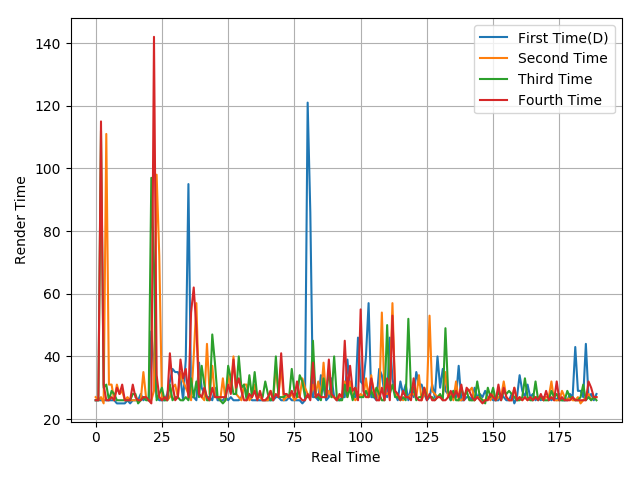 140
120
100
80
60
40
20
0
25
50
75
100
125
150
175
Render Time
Real Time
First Time(D)
Second Time
Third Time
Fourth Time